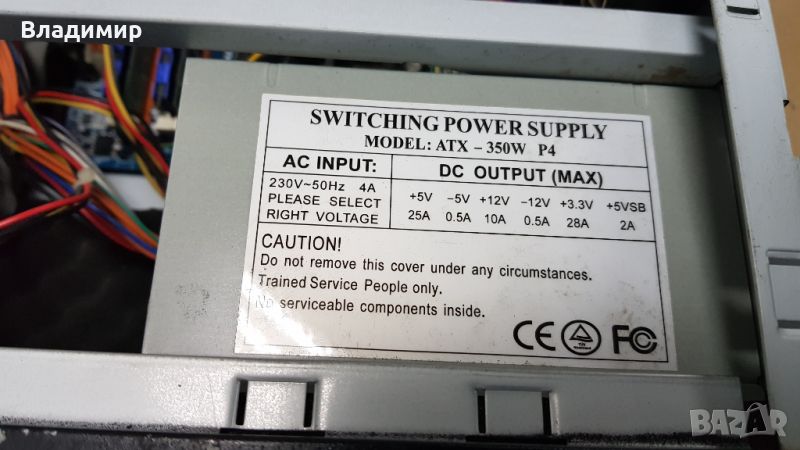 Владимир
SWITCHING POWER SUPPLY
MODEL: ATX – 350W P4
AC INPUT:
230V~50Hz 4A
PLEASE SELECT
RIGHT VOLTAGE
DC OUTPUT (MAX)
+5V –5V +12V –12V +3.3V +5VSB
25A 0.5A 10A 0.5A 28A 2A
CAUTION!
Do not remove this cover under any circumstances.
Trained Service People only.
No serviceable components inside.
CE FC
BAZAR